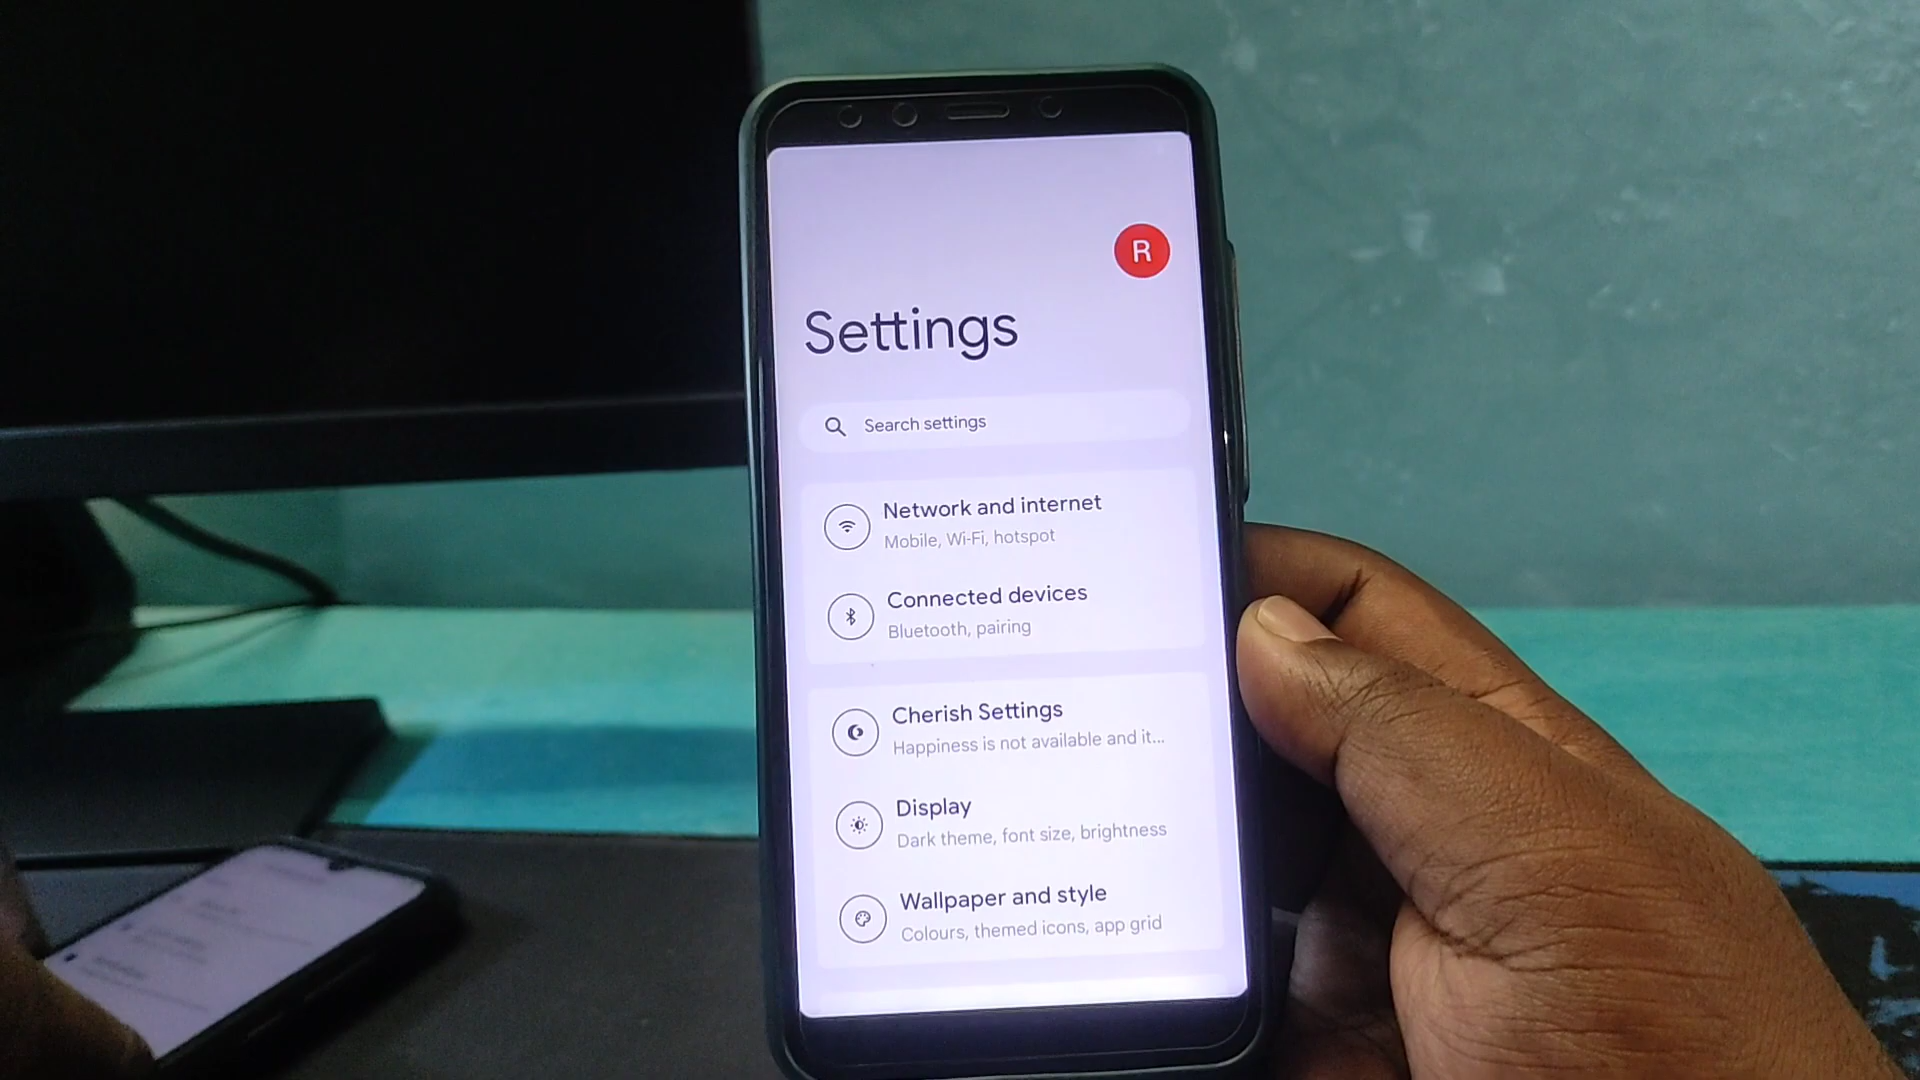 R
Settings
Search settings
Network and internet
Mobile, Wi-Fi, hotspot
Connected devices
Bluetooth, pairing
Cherish Settings
Happiness is not available and it...
Display
Dark theme, font size, brightness
Wallpaper and style
Colours, themed icons, app grid